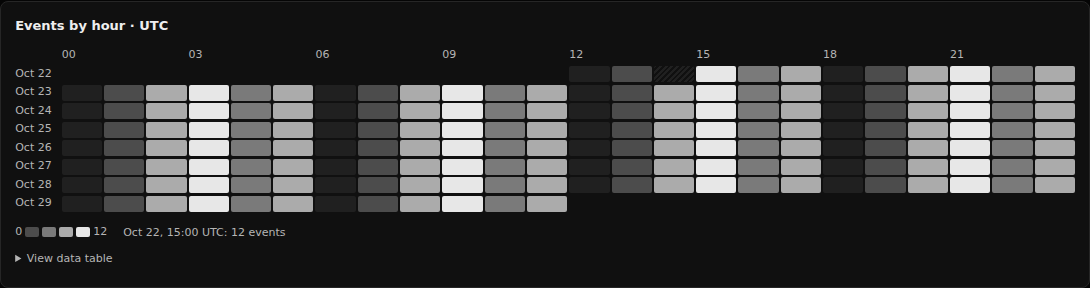 Events by hour · UTC
00 03 06 09 12 15 18 21
Oct 22
Oct 23
Oct 24
Oct 25
Oct 26
Oct 27
Oct 28
Oct 29
0 12 Oct 22, 15:00 UTC: 12 events
View data table